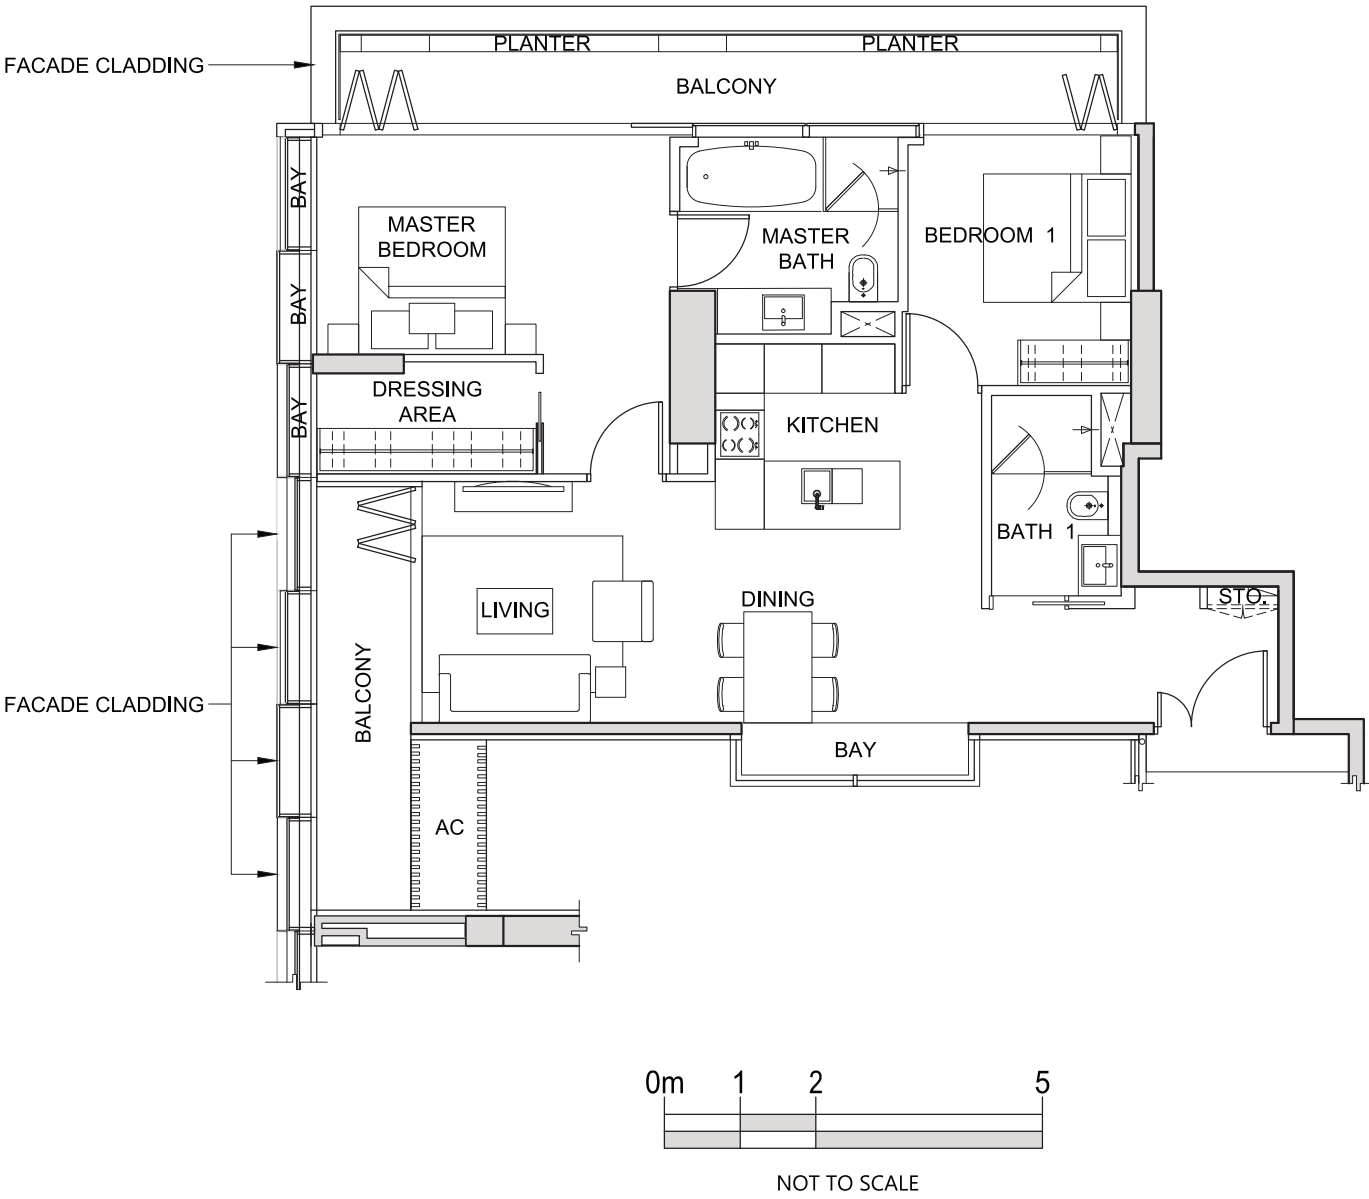 PLANTER
PLANTER
FACADE CLADDING
BALCONY
BAY
MASTER
BEDROOM
MASTER
BATH
BEDROOM 1
BAY
DRESSING
AREA
BAY
KITCHEN
BATH 1
LIVING
DINING
STO.
BALCONY
FACADE CLADDING
BAY
AC
0m 1 2 5
NOT TO SCALE